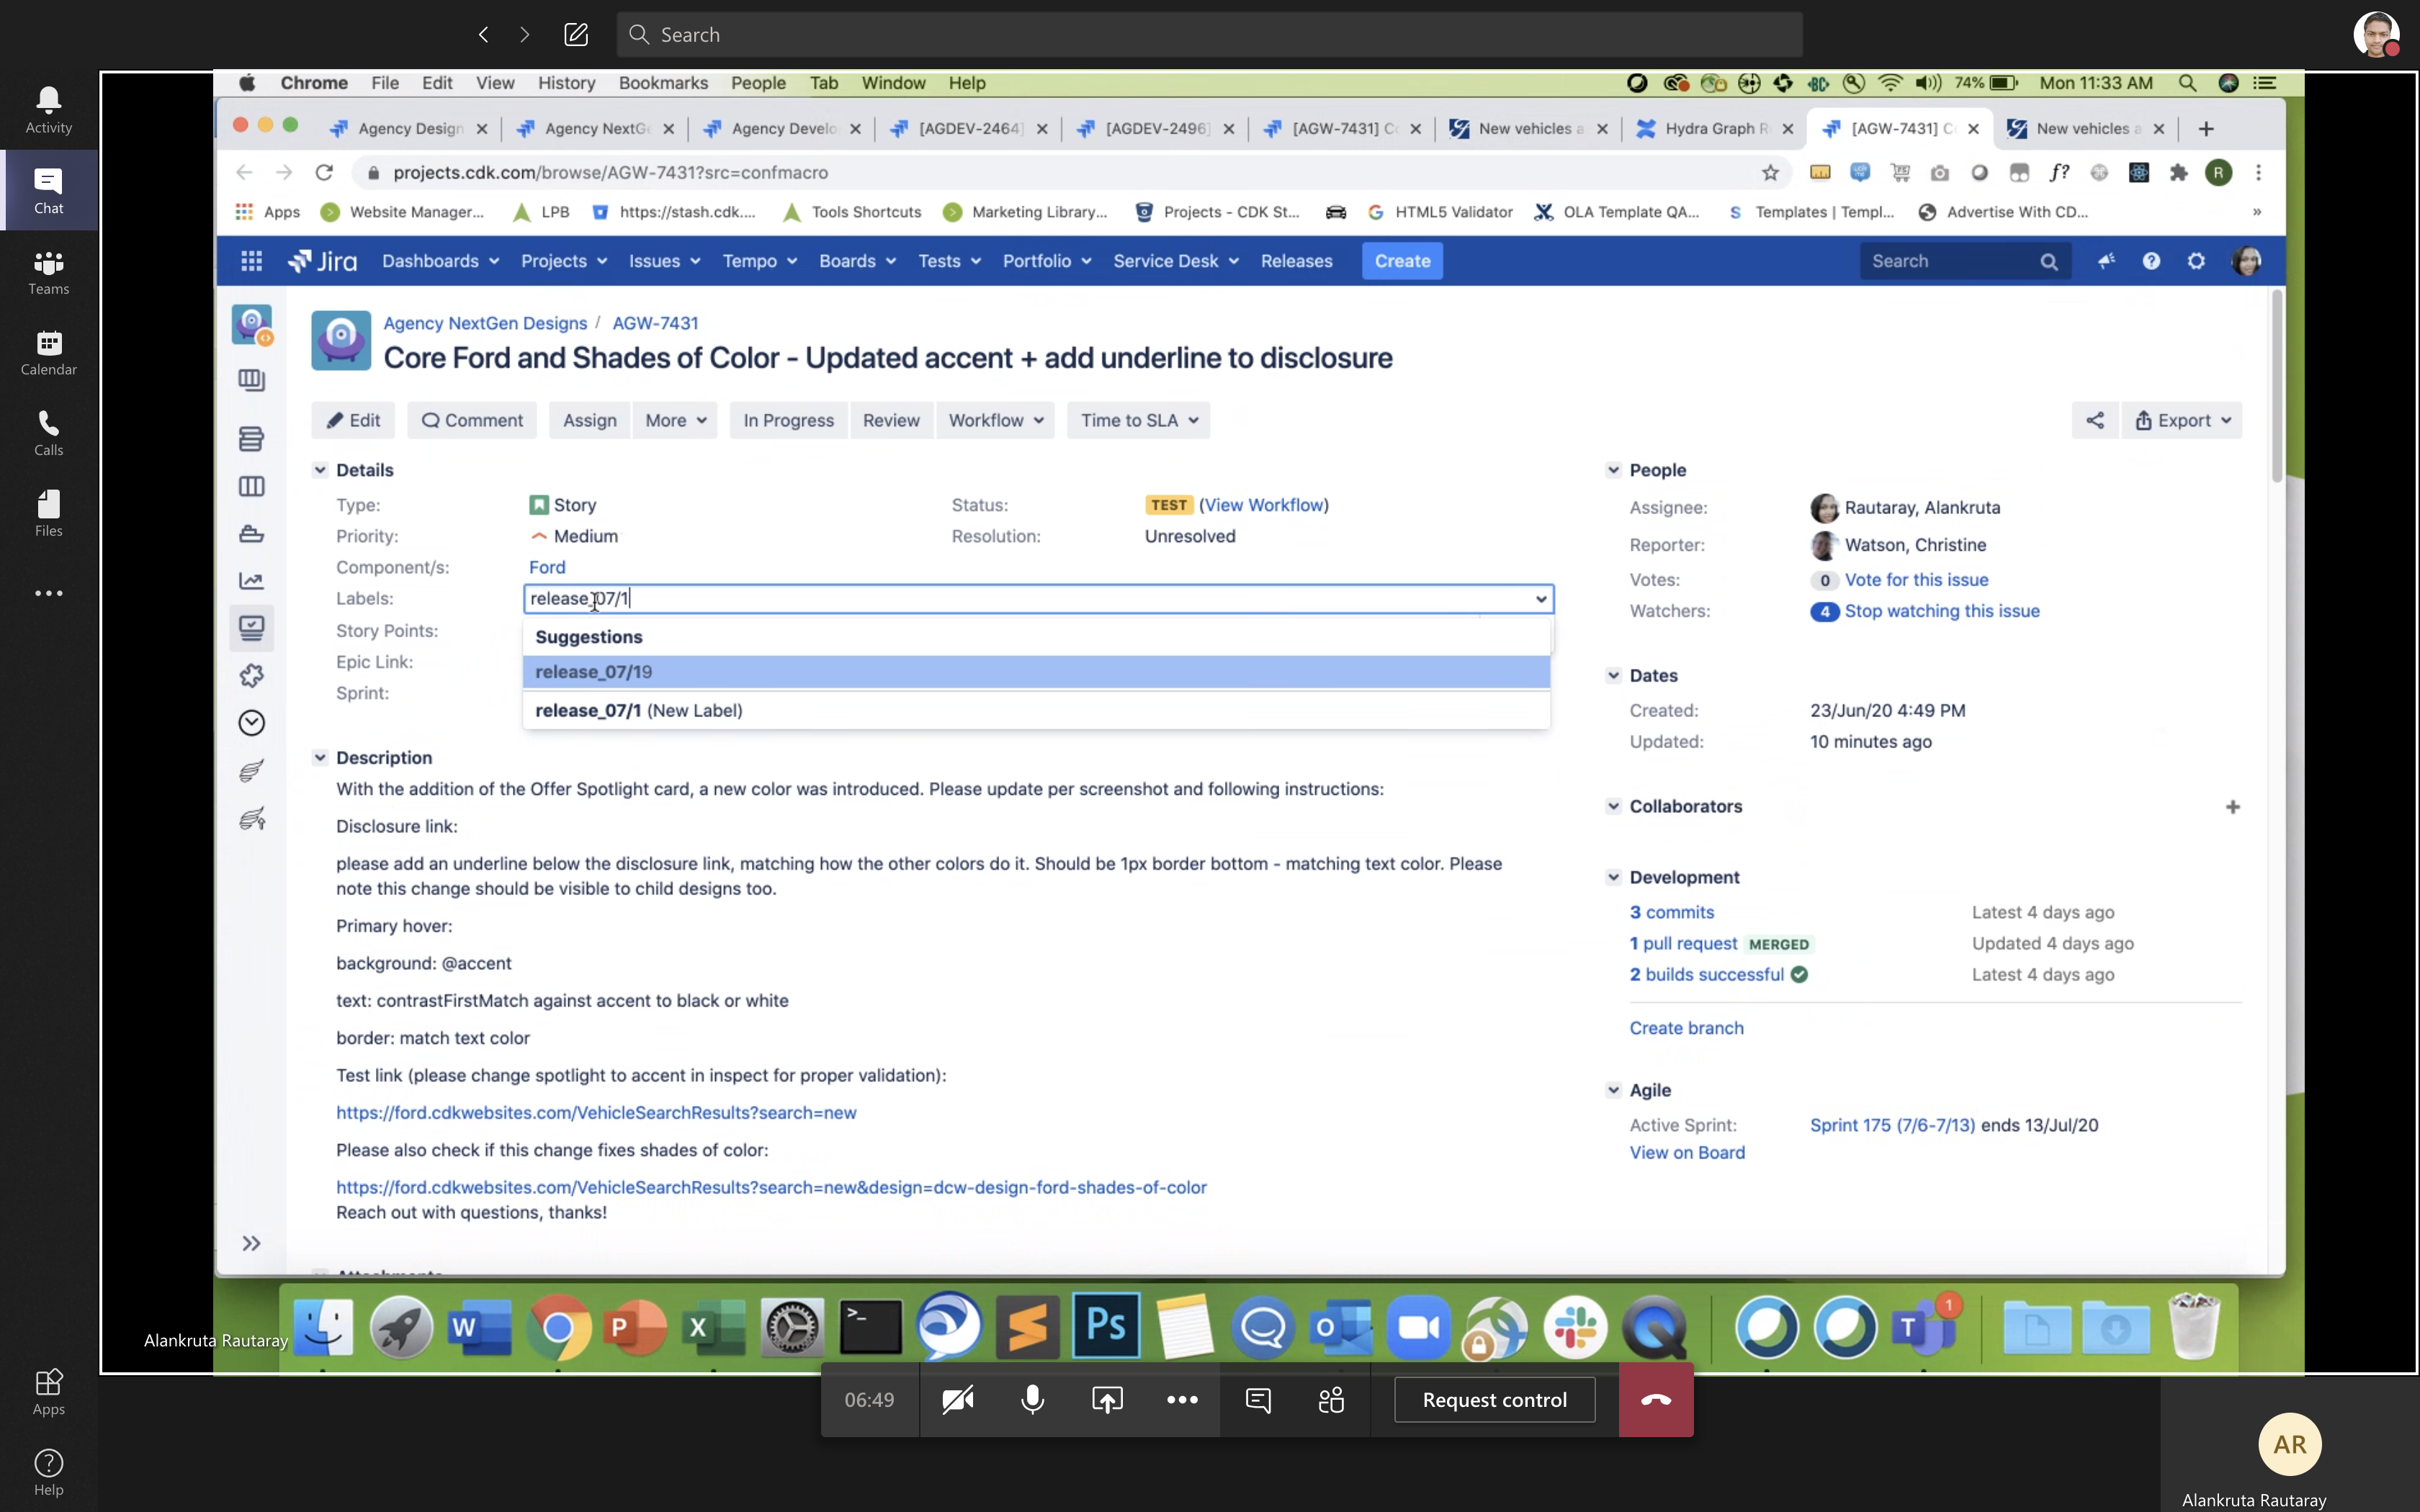 Search
Activity
Chat
Teams
Calendar
Calls
Files
Apps
Help
Chrome File Edit View History Bookmarks People Tab Window Help
74% Mon 11:33 AM
Agency Design
Agency NextG
Agency Develo
[AGDEV-2464]
[AGDEV-2496]
[AGW-7431] C
New vehicles a
Hydra Graph R
[AGW-7431] C
New vehicles a
projects.cdk.com/browse/AGW-7431?src=confmacro
f?
R
Apps Website Manager... LPB https://stash.cdk.... Tools Shortcuts Marketing Library... Projects - CDK St... HTML5 Validator OLA Template QA... Templates | Templ... Advertise With CD... »
Jira Dashboards Projects Issues Tempo Boards Tests Portfolio Service Desk Releases Create Search
Agency NextGen Designs / AGW-7431
Core Ford and Shades of Color - Updated accent + add underline to disclosure
Edit Comment Assign More In Progress Review Workflow Time to SLA Export
Details
Type: Story
Status: TEST (View Workflow)
Priority: Medium
Resolution: Unresolved
Component/s: Ford
Labels: release_07/1
Suggestions
release_07/19
release_07/1 (New Label)
Story Points:
Epic Link:
Sprint:
Description
With the addition of the Offer Spotlight card, a new color was introduced. Please update per screenshot and following instructions:
Disclosure link:
please add an underline below the disclosure link, matching how the other colors do it. Should be 1px border bottom - matching text color. Please
note this change should be visible to child designs too.
Primary hover:
background: @accent
text: contrastFirstMatch against accent to black or white
border: match text color
Test link (please change spotlight to accent in inspect for proper validation):
https://ford.cdkwebsites.com/VehicleSearchResults?search=new
Please also check if this change fixes shades of color:
https://ford.cdkwebsites.com/VehicleSearchResults?search=new&design=dcw-design-ford-shades-of-color
Reach out with questions, thanks!
People
Assignee: Rautaray, Alankruta
Reporter: Watson, Christine
Votes: 0 Vote for this issue
Watchers: 4 Stop watching this issue
Dates
Created: 23/Jun/20 4:49 PM
Updated: 10 minutes ago
Collaborators
Development
3 commits Latest 4 days ago
1 pull request MERGED Updated 4 days ago
2 builds successful Latest 4 days ago
Create branch
Agile
Active Sprint: Sprint 175 (7/6-7/13) ends 13/Jul/20
View on Board
W P X Ps O T 1
Alankruta Rautaray
06:49 Request control
AR
Alankruta Rautaray